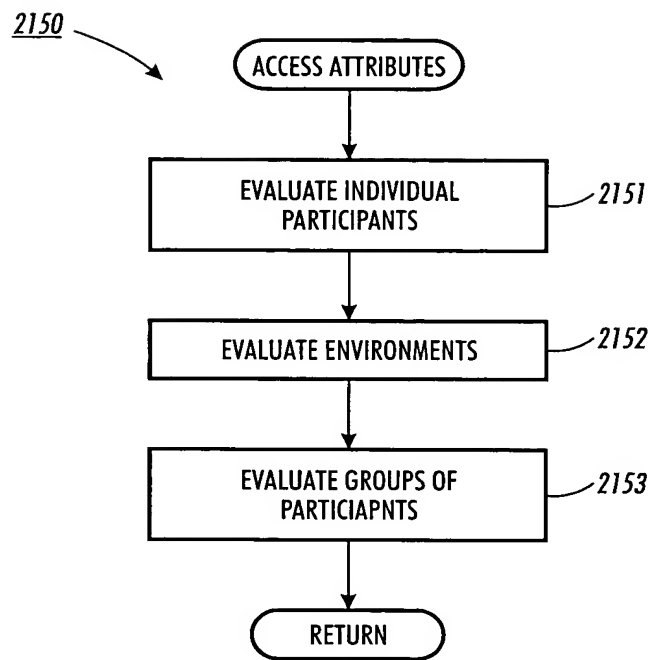 2150
ACCESS ATTRIBUTES
EVALUATE INDIVIDUAL
PARTICIPANTS
2151
EVALUATE ENVIRONMENTS
2152
EVALUATE GROUPS OF
PARTICIAPNTS
2153
RETURN